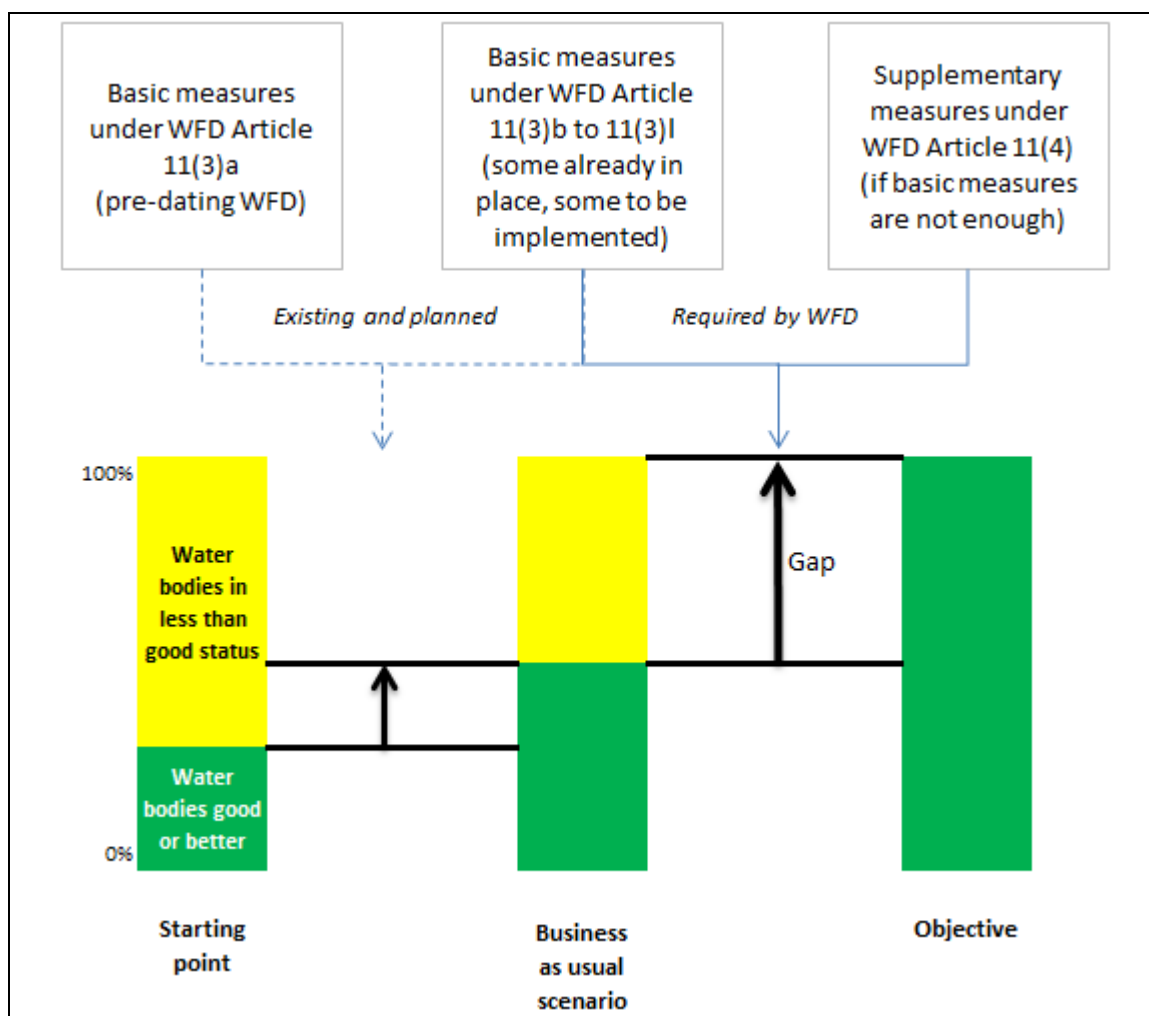 Basic measures
under WFD Article
11(3)a
(pre-dating WFD)
Basic measures
under WFD Article
11(3)b to 11(3)l
(some already in
place, some to be
implemented)
Supplementary
measures under
WFD Article 11(4)
(if basic measures
are not enough)
Existing and planned
Required by WFD
100%
Water
bodies in
less than
good status
Gap
Water
bodies good
or better
0%
Starting
point
Business
as usual
scenario
Objective